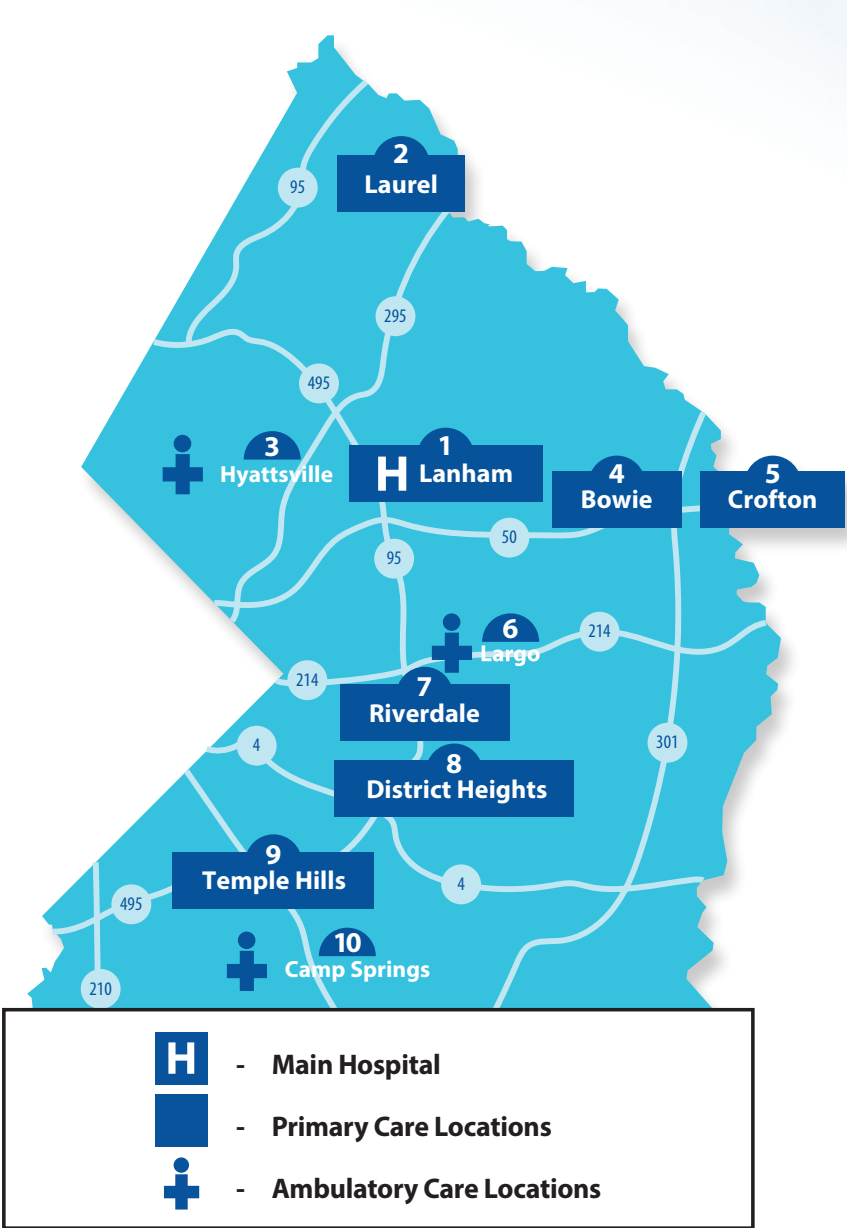 2
Laurel
95
295
495
3
Hyattsville
H
1
Lanham
4
Bowie
5
Crofton
50
95
6
Largo
214
214
7
Riverdale
4
301
8
District Heights
9
Temple Hills
4
495
10
Camp Springs
210
H - Main Hospital
- Primary Care Locations
- Ambulatory Care Locations